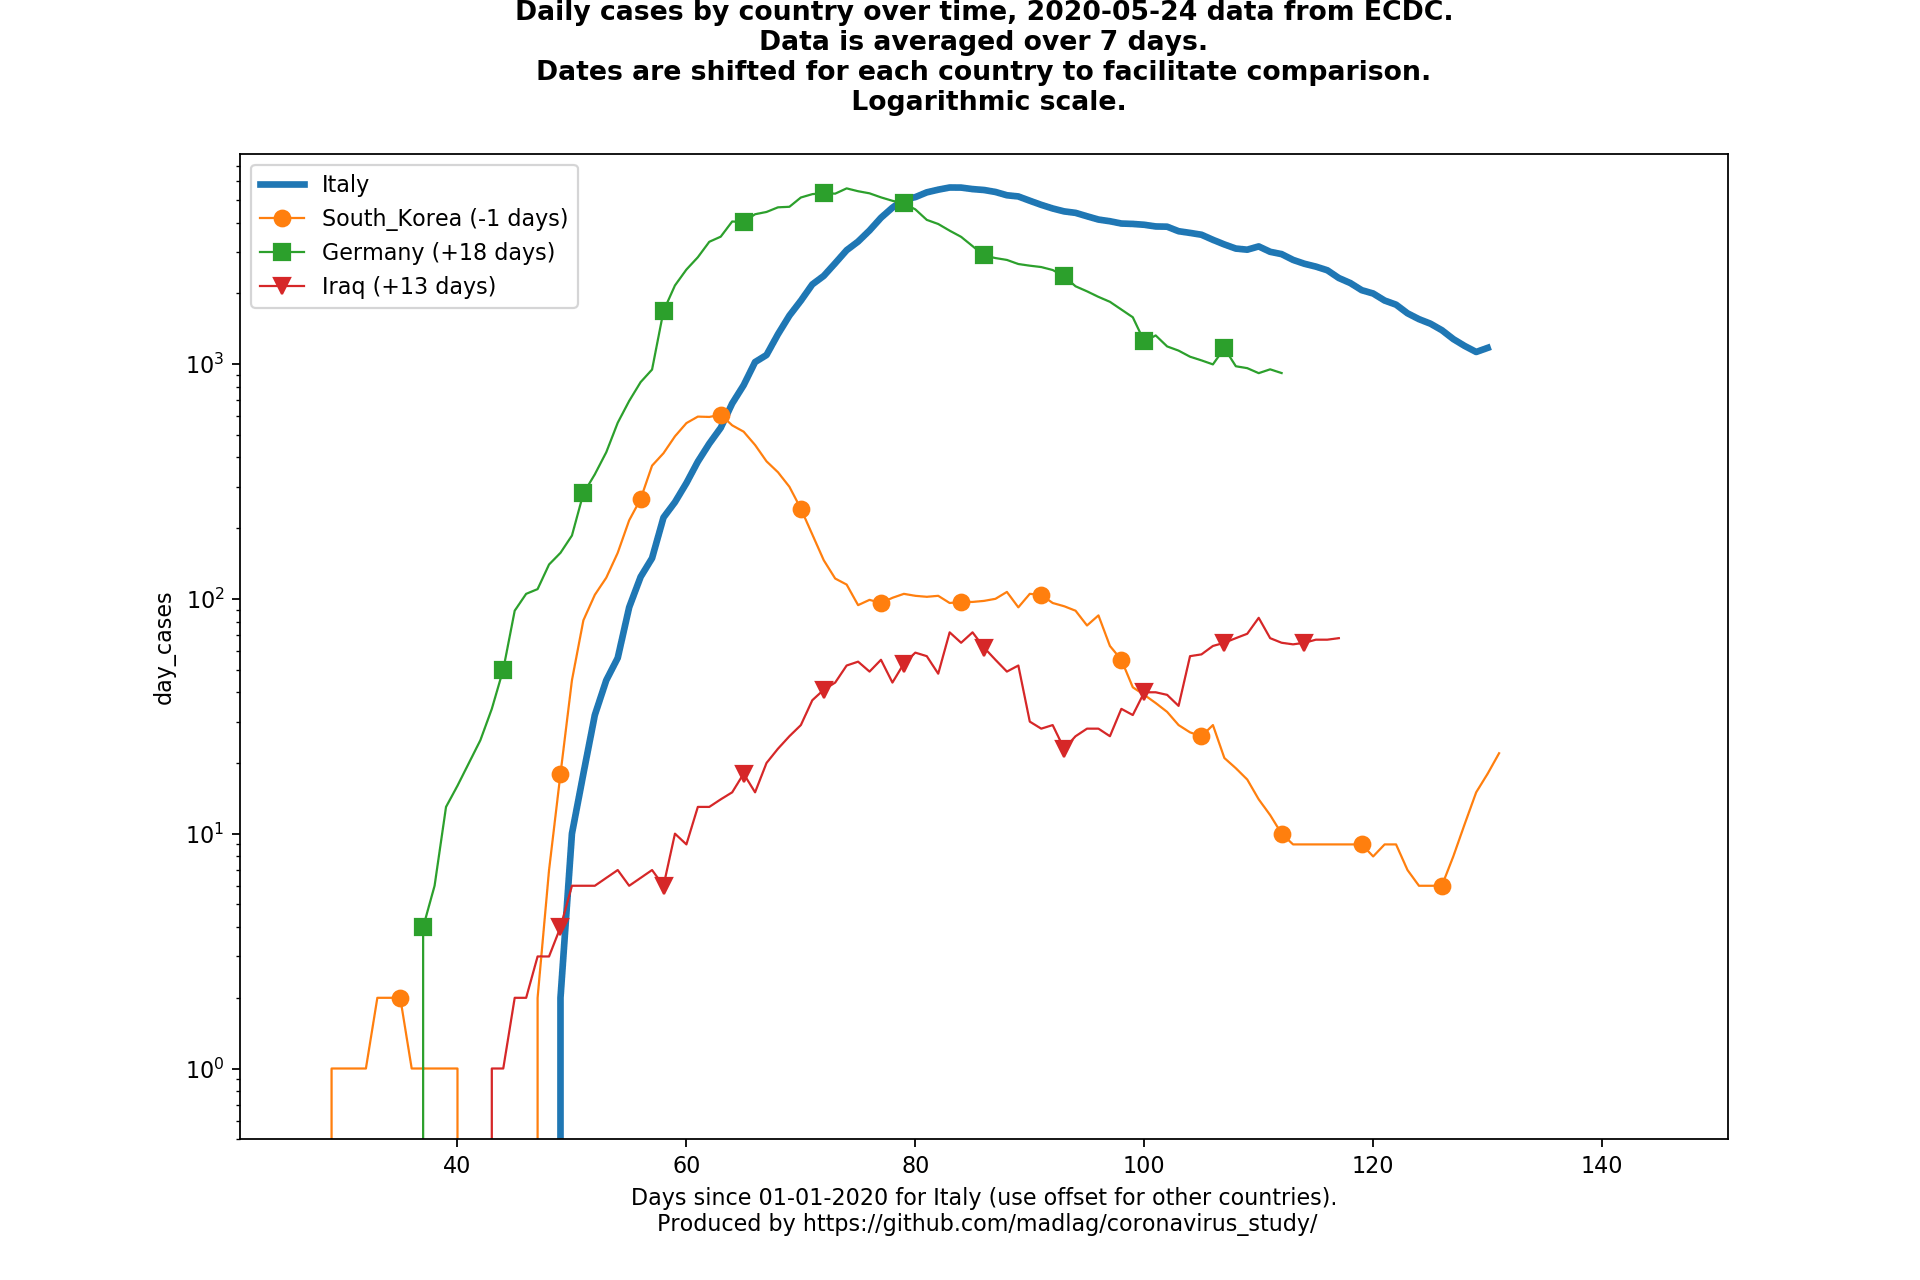 Daily cases by country over time, 2020-05-24 data from ECDC.
Data is averaged over 7 days.
Dates are shifted for each country to facilitate comparison.
Logarithmic scale.
Italy
South_Korea (-1 days)
Germany (+18 days)
Iraq (+13 days)
day_cases
10³
10²
10¹
10⁰
40 60 80 100 120 140
Days since 01-01-2020 for Italy (use offset for other countries).
Produced by https://github.com/madlag/coronavirus_study/